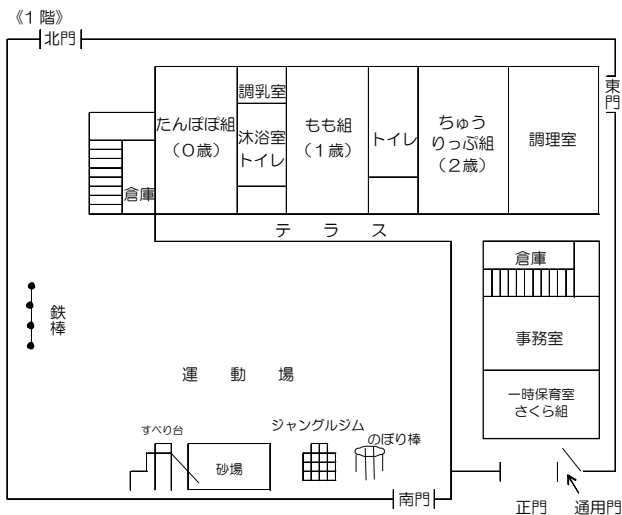 《1 階》
北門
東門
たんぽぽ組
（０歳）
調乳室
沐浴室
トイレ
もも組
（１歳）
トイレ
ちゅう
りっぷ組
（２歳）
調理室
倉庫
テ ラ ス
倉庫
事務室
一時保育室
さくら組
鉄棒
運 動 場
すべり台
砂場
ジャングルジム
のぼり棒
南門
正門
通用門